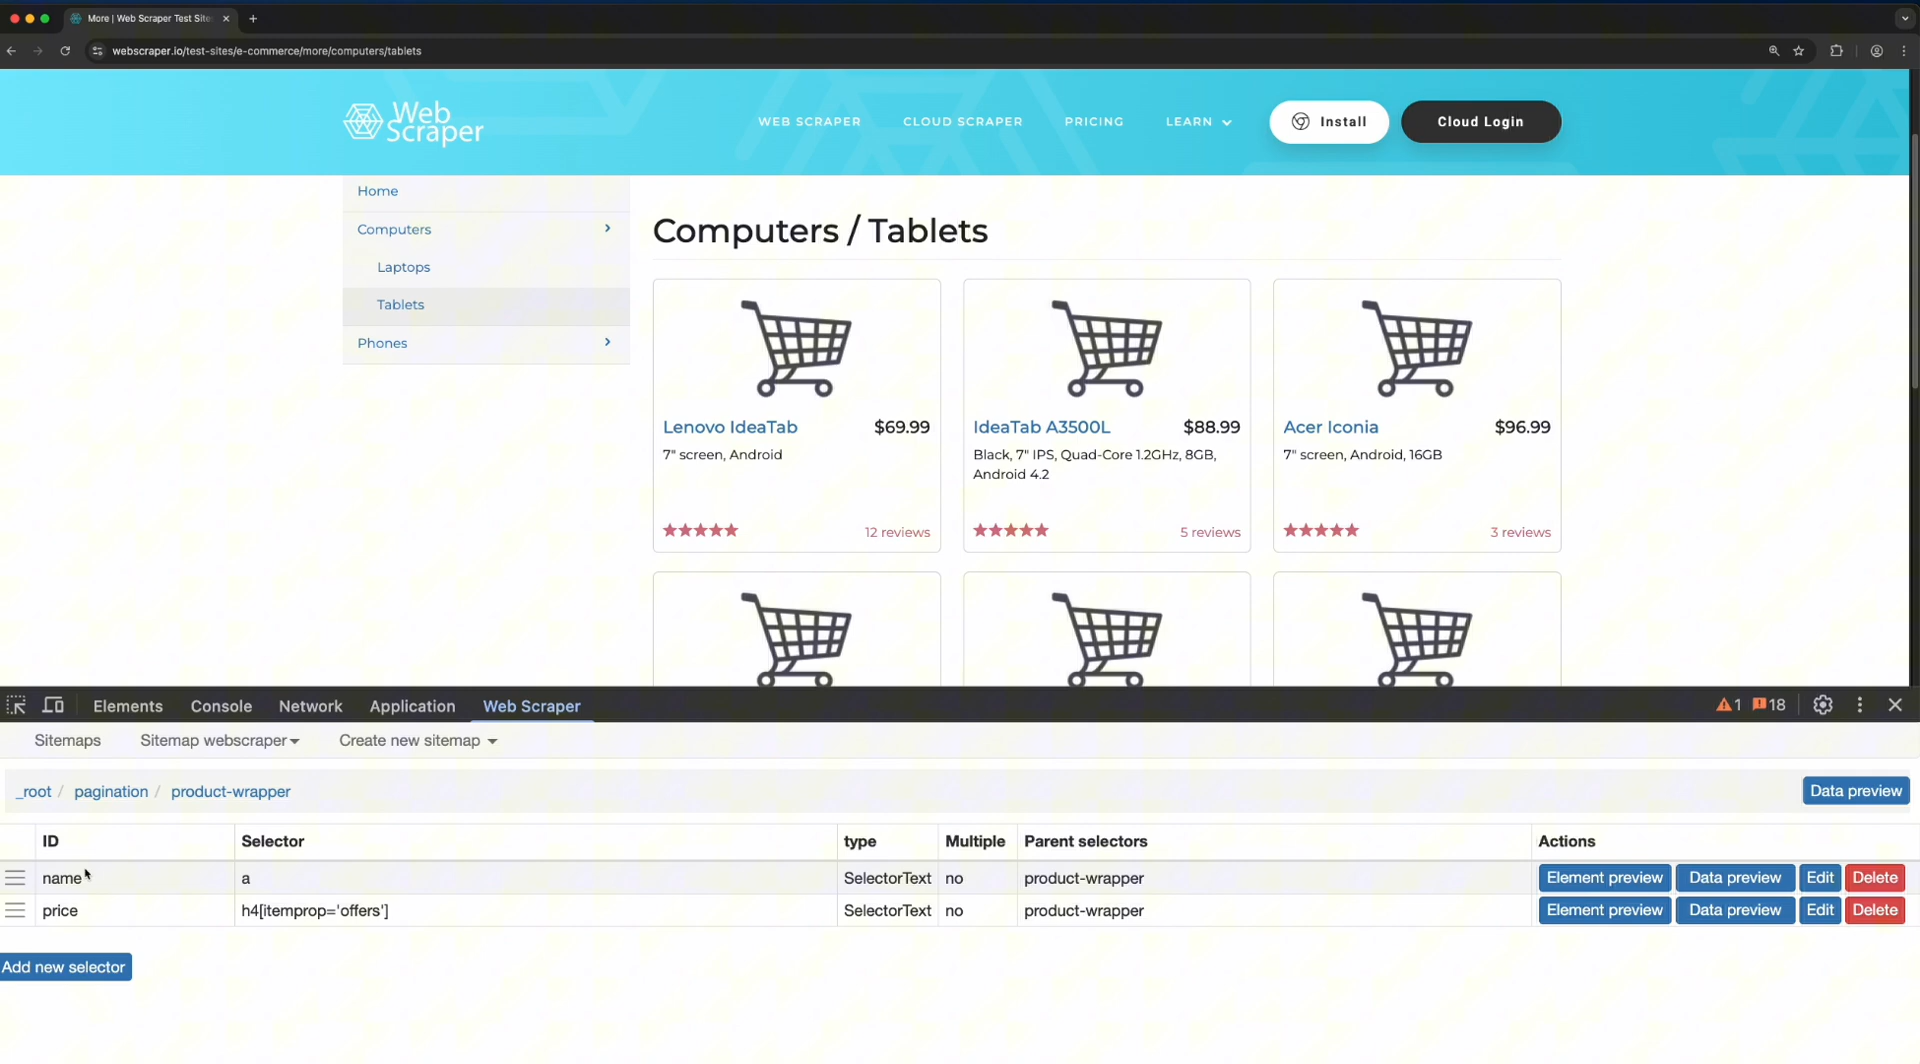 More | Web Scraper Test Site
webscraper.io/test-sites/e-commerce/more/computers/tablets
Web
Scraper
WEB SCRAPER
CLOUD SCRAPER
PRICING
LEARN
Install
Cloud Login
Home
Computers
Laptops
Tablets
Phones
Computers / Tablets
Lenovo IdeaTab $69.99
7" screen, Android
12 reviews
IdeaTab A3500L $88.99
Black, 7" IPS, Quad-Core 1.2GHz, 8GB,
Android 4.2
5 reviews
Acer Iconia $96.99
7" screen, Android, 16GB
3 reviews
Elements Console Network Application Web Scraper 1 18
Sitemaps Sitemap webscraper Create new sitemap
_root / pagination / product-wrapper Data preview
ID Selector type Multiple Parent selectors Actions
name a SelectorText no product-wrapper Element preview Data preview Edit Delete
price h4[itemprop='offers'] SelectorText no product-wrapper Element preview Data preview Edit Delete
Add new selector